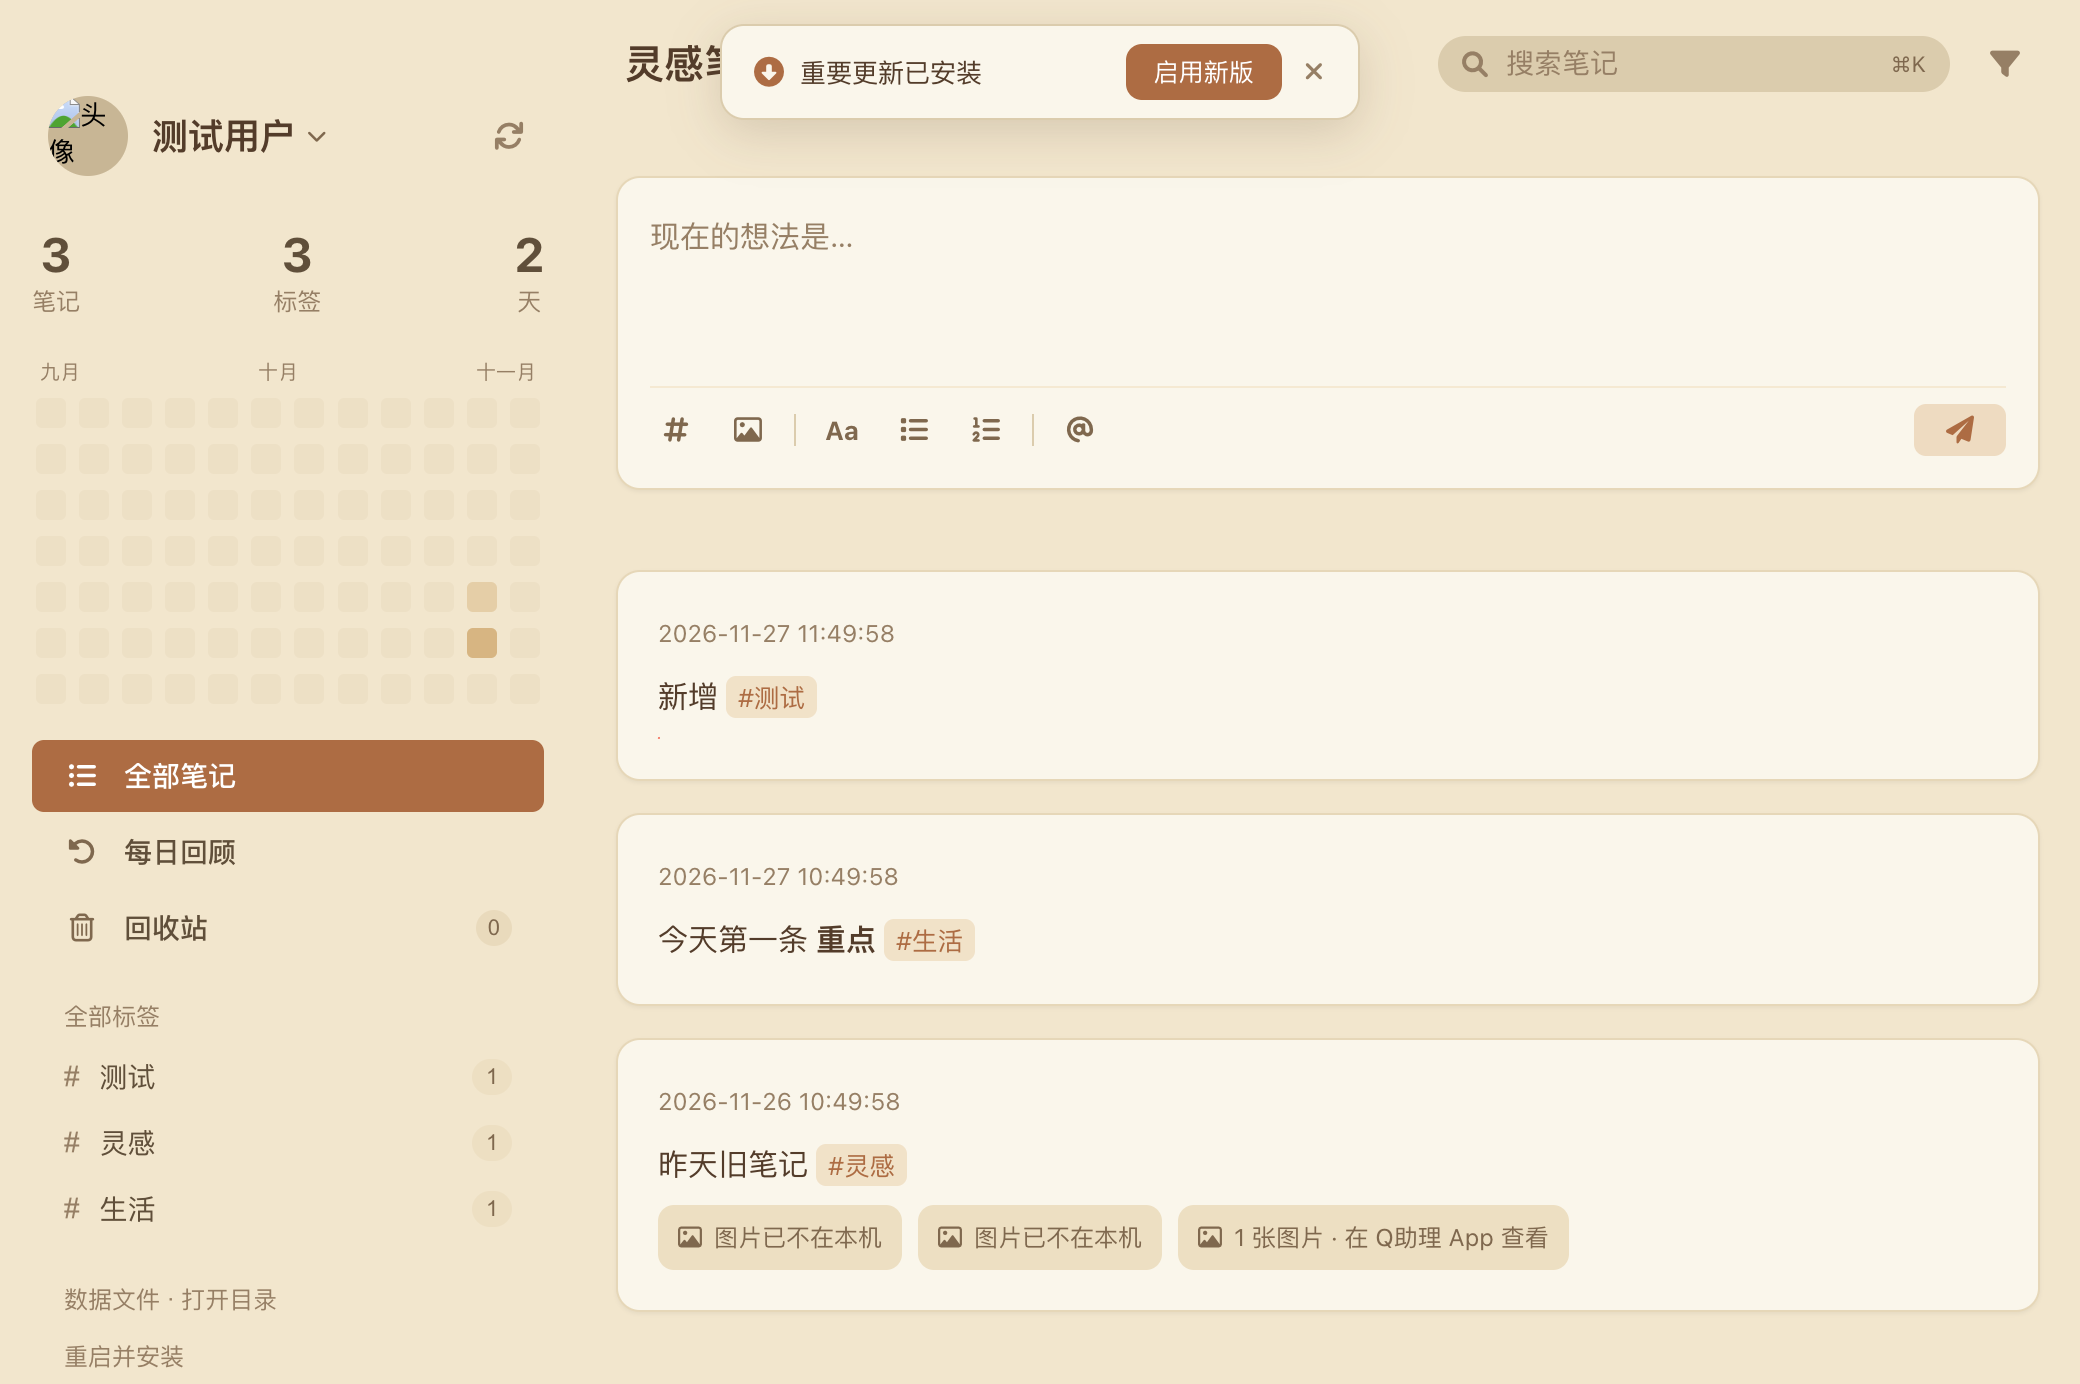 头像
测试用户
3 笔记
3 标签
2 天
九月 十月 十一月
全部笔记
每日回顾
回收站 0
全部标签
# 测试 1
# 灵感 1
# 生活 1
数据文件 · 打开目录
重启并安装
灵感
重要更新已安装 启用新版
搜索笔记 ⌘K
现在的想法是...
Aa
2026-11-27 11:49:58
新增 #测试
2026-11-27 10:49:58
今天第一条 重点 #生活
2026-11-26 10:49:58
昨天旧笔记 #灵感
图片已不在本机 图片已不在本机 1 张图片 · 在 Q助理 App 查看